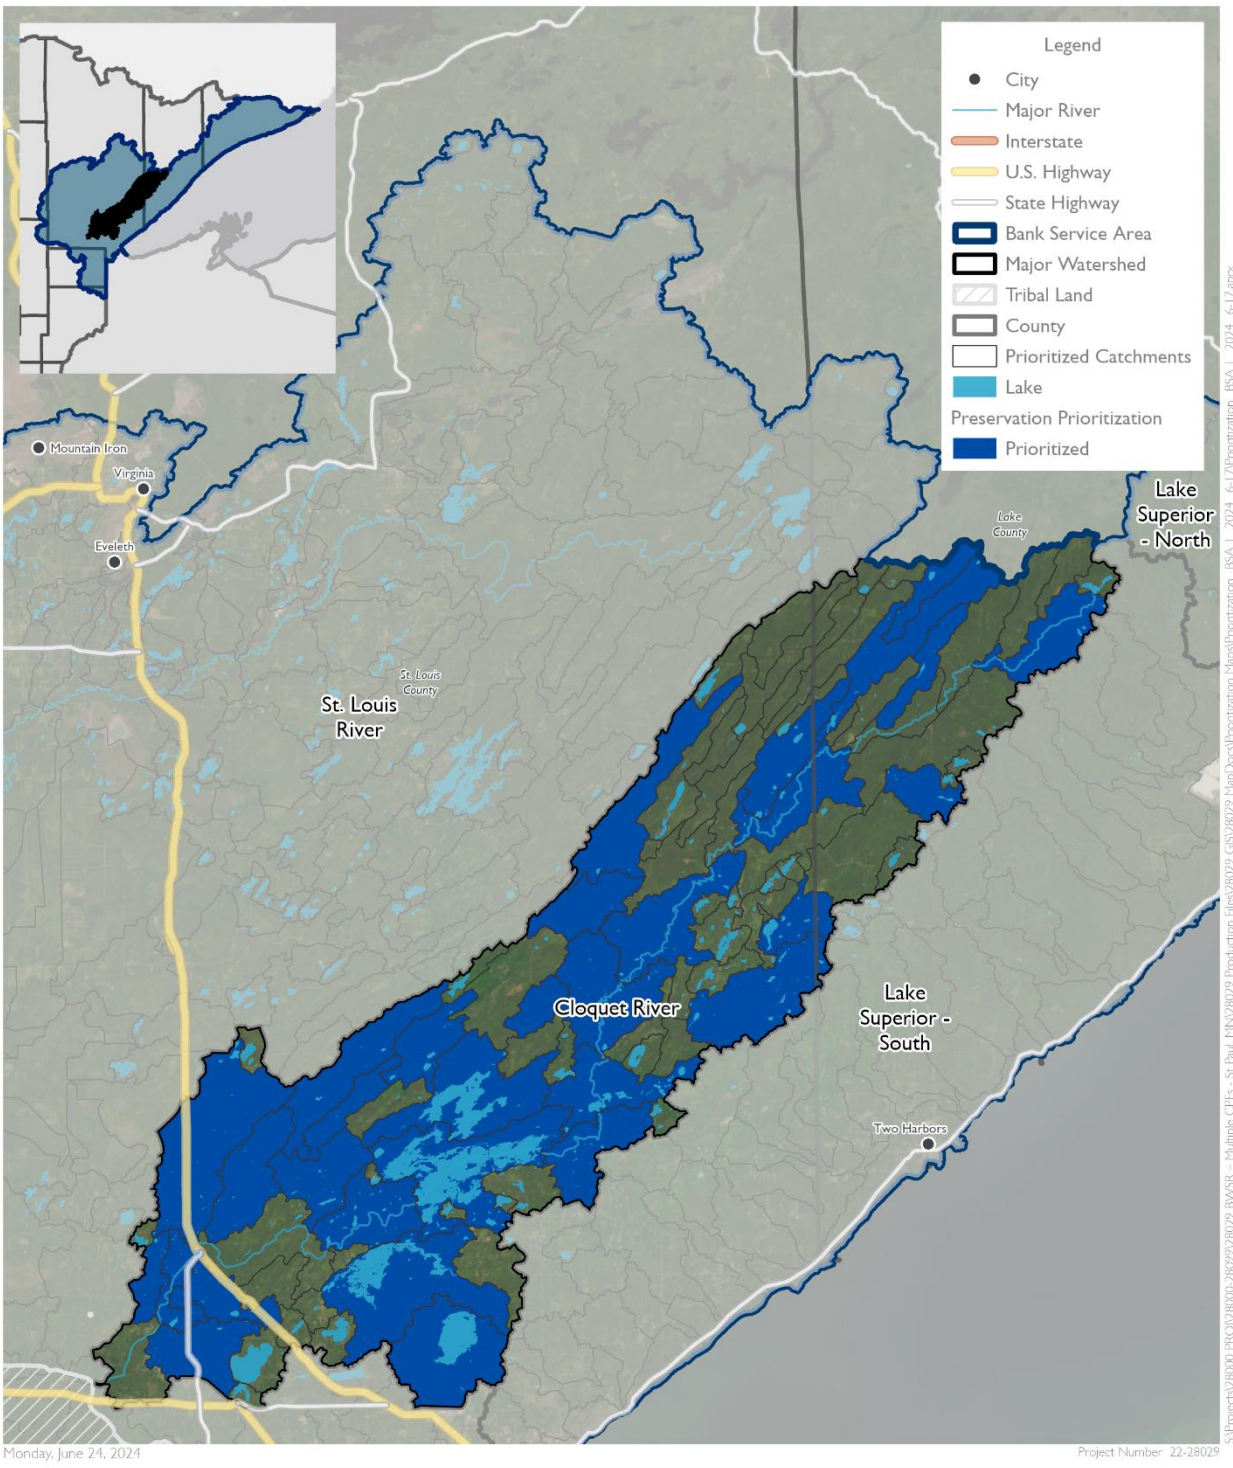 Legend
City
Major River
Interstate
U.S. Highway
State Highway
Bank Service Area
Major Watershed
Tribal Land
County
Prioritized Catchments
Lake
Preservation Prioritization
Prioritized
Mountain Iron
Virginia
Eveleth
Lake
Superior
- North
Lake
County
St. Louis
County
St. Louis
River
Cloquet River
Lake
Superior -
South
Two Harbors
Monday, June 24, 2024
Project Number 22-28029